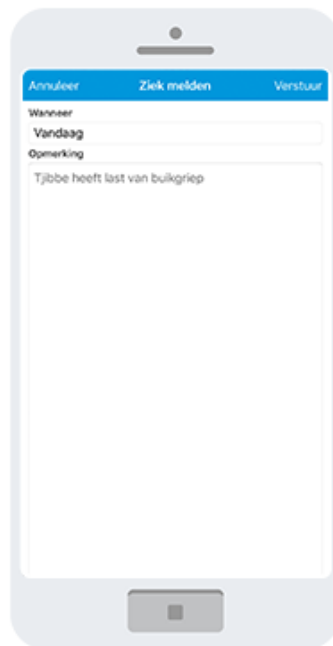 Annuleer Ziek melden Verstuur
Wanneer
Vandaag
Opmerking
Tjibbe heeft last van buikgriep